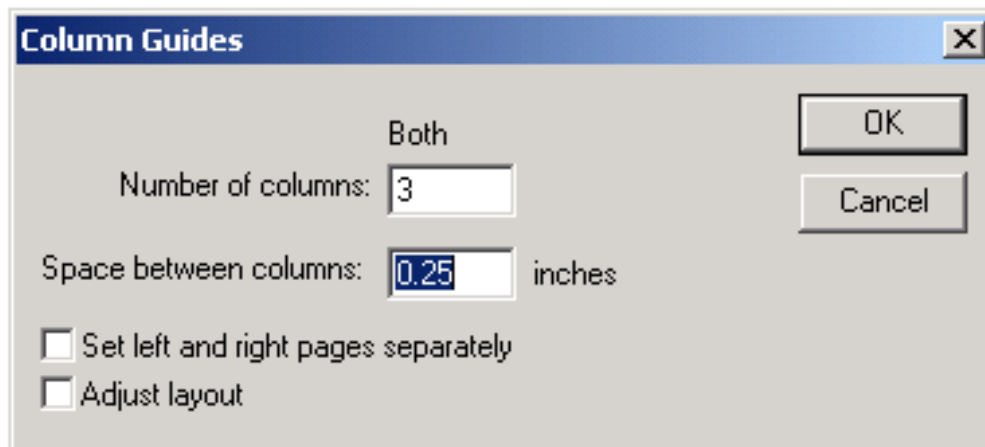 Column Guides
Both
OK
Number of columns: 3
Cancel
Space between columns: 0.25 inches
Set left and right pages separately
Adjust layout